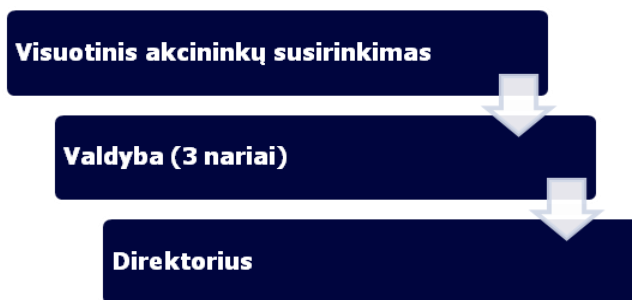 Visuotinis akcininkų susirinkimas
Valdyba (3 nariai)
Direktorius